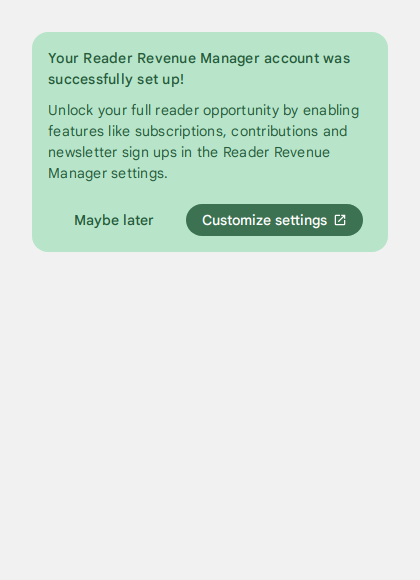 Your Reader Revenue Manager account was
successfully set up!
Unlock your full reader opportunity by enabling
features like subscriptions, contributions and
newsletter sign ups in the Reader Revenue
Manager settings.
Maybe later
Customize settings